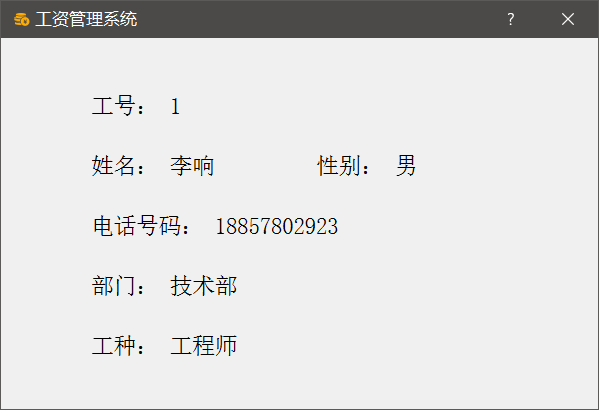 工资管理系统 ?
工号： 1
姓名： 李响 性别： 男
电话号码： 18857802923
部门： 技术部
工种： 工程师